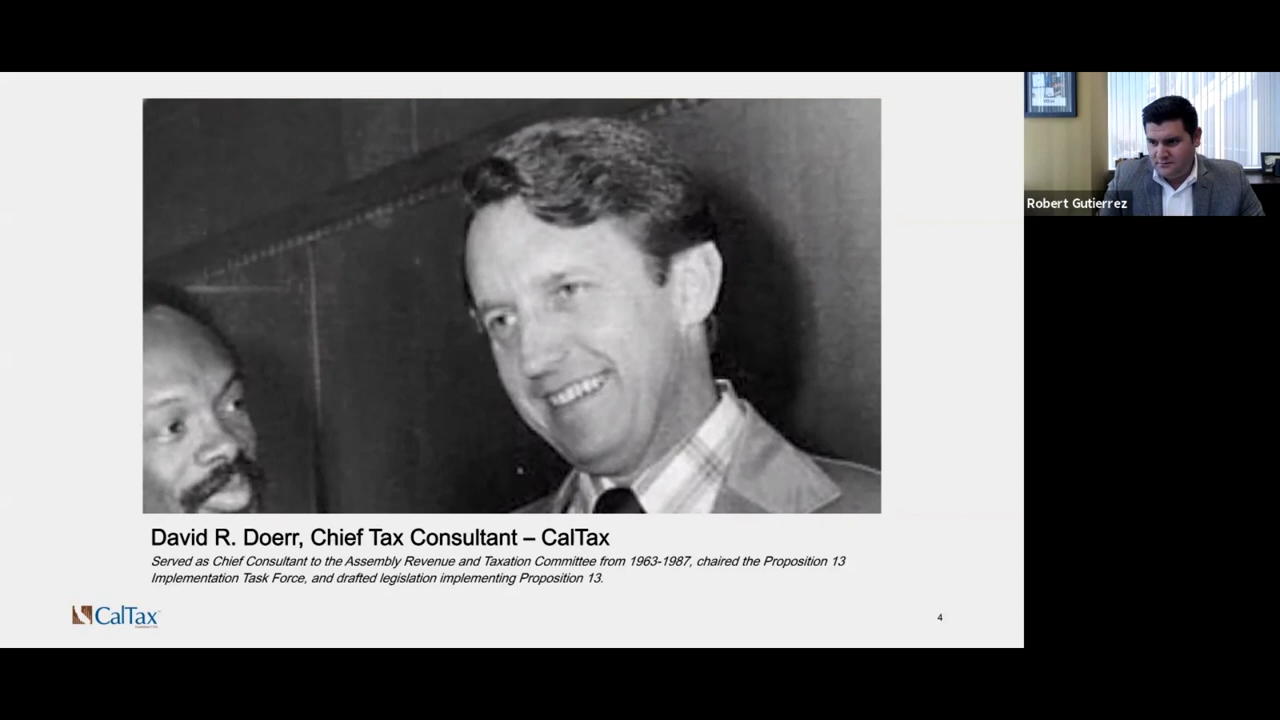 Robert Gutierrez
David R. Doerr, Chief Tax Consultant – CalTax
Served as Chief Consultant to the Assembly Revenue and Taxation Committee from 1963-1987, chaired the Proposition 13
Implementation Task Force, and drafted legislation implementing Proposition 13.
CalTax
4